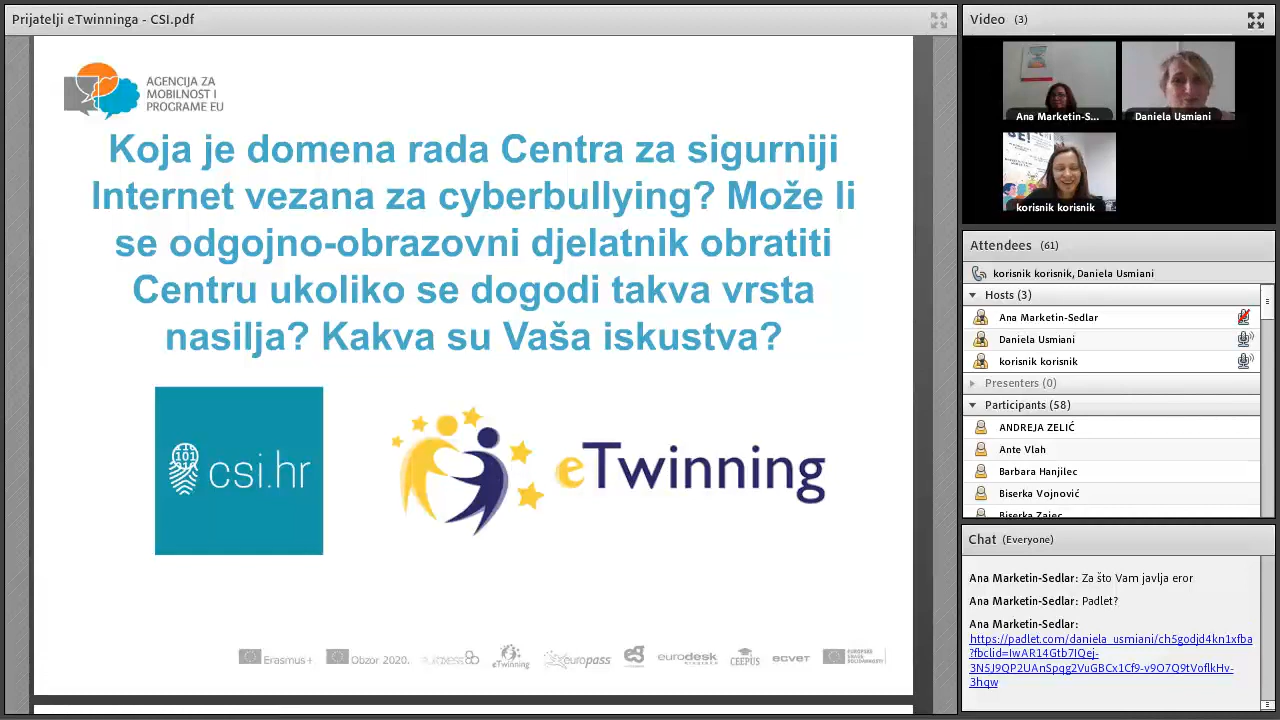 Prijatelji eTwinninga - CSI.pdf
AGENCIJA ZA
MOBILNOST I
PROGRAME EU
Koja je domena rada Centra za sigurniji
Internet vezana za cyberbullying? Može li
se odgojno-obrazovni djelatnik obratiti
Centru ukoliko se dogodi takva vrsta
nasilja? Kakva su Vaša iskustva?
101
csi.hr
eTwinning
Erasmus+
Obzor 2020.
eTwinning
europass
eurodesk
CEEPUS
ecvet
Video (3)
Ana Marketin-S...
Daniela Usmiani
korisnik korisnik
Attendees (61)
korisnik korisnik, Daniela Usmiani
Hosts (3)
Ana Marketin-Sedlar
Daniela Usmiani
korisnik korisnik
Presenters (0)
Participants (58)
ANDREJA ZELIĆ
Ante Vlah
Barbara Hanjilec
Biserka Vojnović
Biserka Zajec
Chat (Everyone)
Ana Marketin-Sedlar: Za što Vam javlja eror
Ana Marketin-Sedlar: Padlet?
Ana Marketin-Sedlar:
https://padlet.com/daniela_usmiani/ch5godjd4kn1xfba
?fbclid=IwAR14Gtb7IQej-
3N5J9QP2UAnSpqg2VuGBCx1Cf9-v9O7Q9tVoflkHv-
3hqw